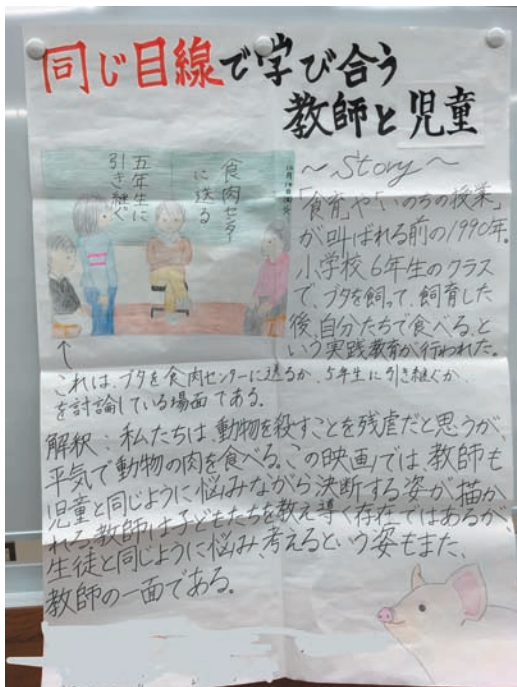 同じ目線で学び合う
教師と児童
食肉センター
に送る
五年生に
引き継ぐ
～Story～
「食育」や「いのちの授業」
が叫ばれる前の1990年。
小学校6年生のクラス
で、ブタを飼って、飼育した
後、自分たちで食べる、と
いう実践教育が行われた。
これは、ブタを食肉センターに送るか、5年生に引き継ぐか、
を討論している場面である。
解釈：私たちは、動物を殺すことを残虐だと思うが、
平気で動物の肉を食べる。この映画では、教師も
児童と同じように悩みながら決断する姿が描か
れる教師は子どもたちを教え導く存在ではあるが、
生徒と同じように悩み考えるという姿もまた、
教師の一面である。